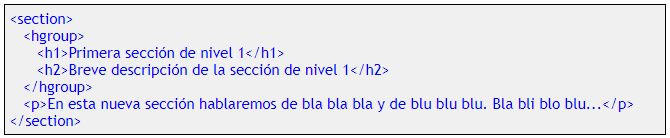 <section>
<hgroup>
<h1>Primera sección de nivel 1</h1>
<h2>Breve descripción de la sección de nivel 1</h2>
</hgroup>
<p>En esta nueva sección hablaremos de bla bla bla y de blu blu blu. Bla bli blo blu...</p>
</section>